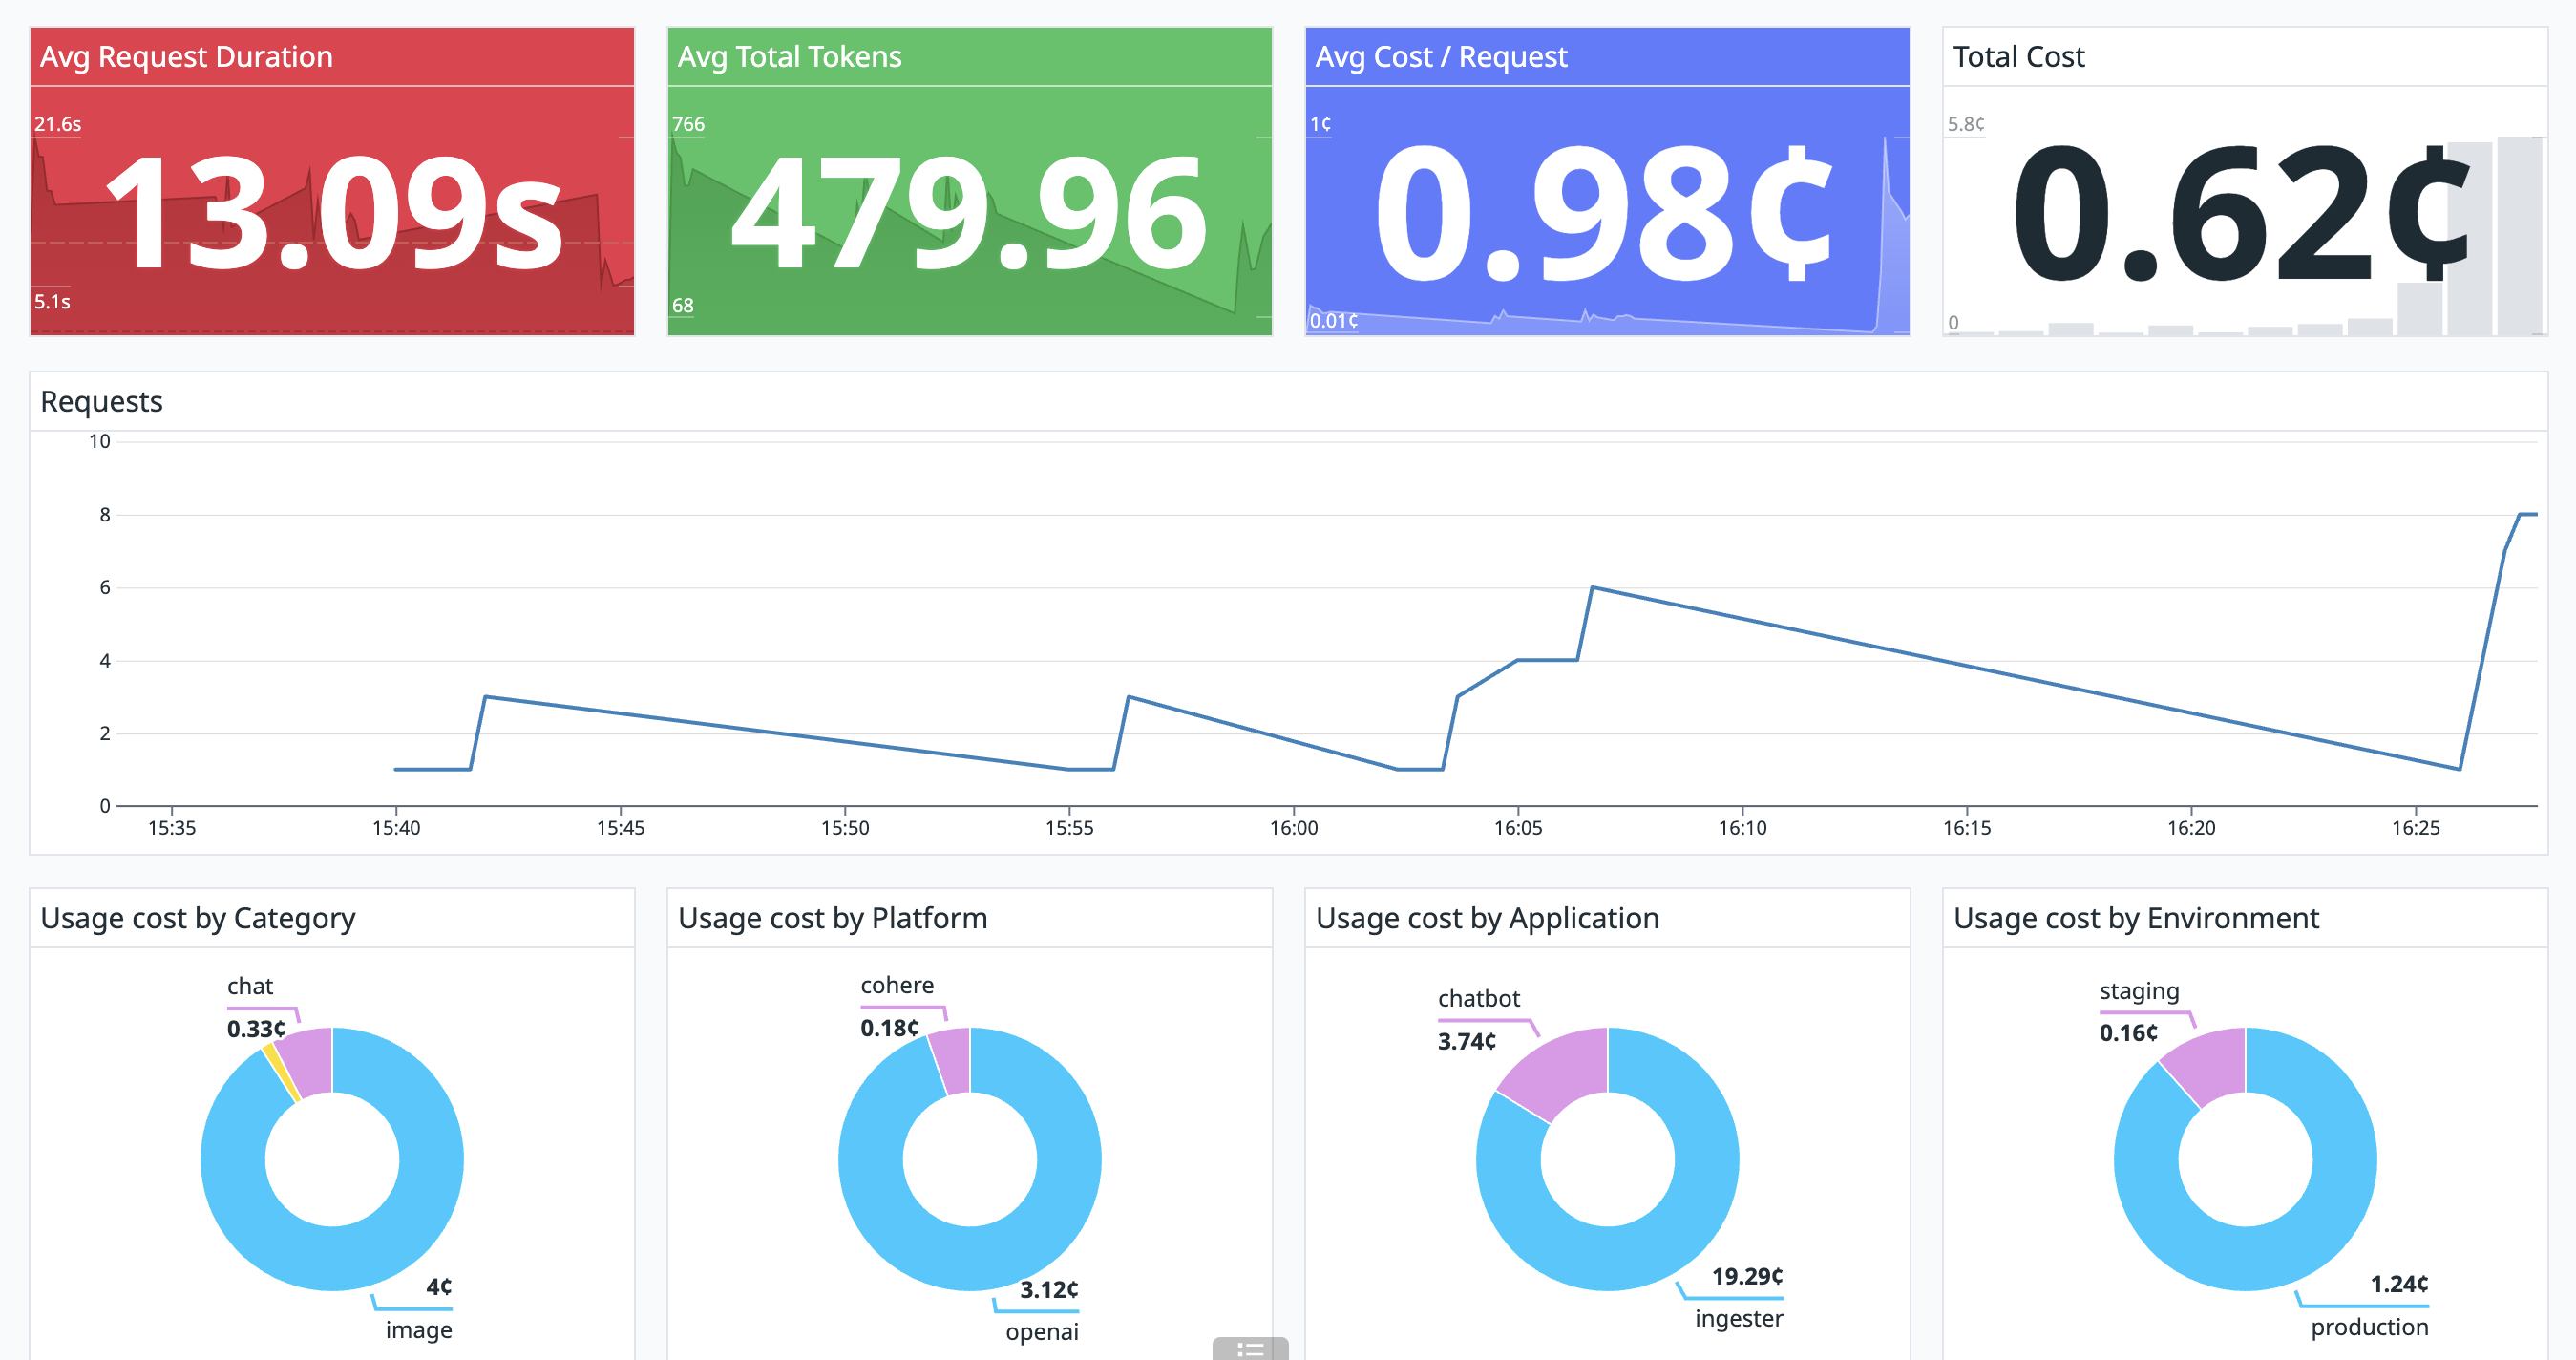 Avg Request Duration
21.6s
13.09s
5.1s
Avg Total Tokens
766
479.96
68
Avg Cost / Request
1¢
0.98¢
0.01¢
Total Cost
5.8¢
0.62¢
0
Requests
10
8
6
4
2
0
15:35 15:40 15:45 15:50 15:55 16:00 16:05 16:10 16:15 16:20 16:25
Usage cost by Category
chat
0.33¢
4¢
image
Usage cost by Platform
cohere
0.18¢
3.12¢
openai
Usage cost by Application
chatbot
3.74¢
19.29¢
ingester
Usage cost by Environment
staging
0.16¢
1.24¢
production